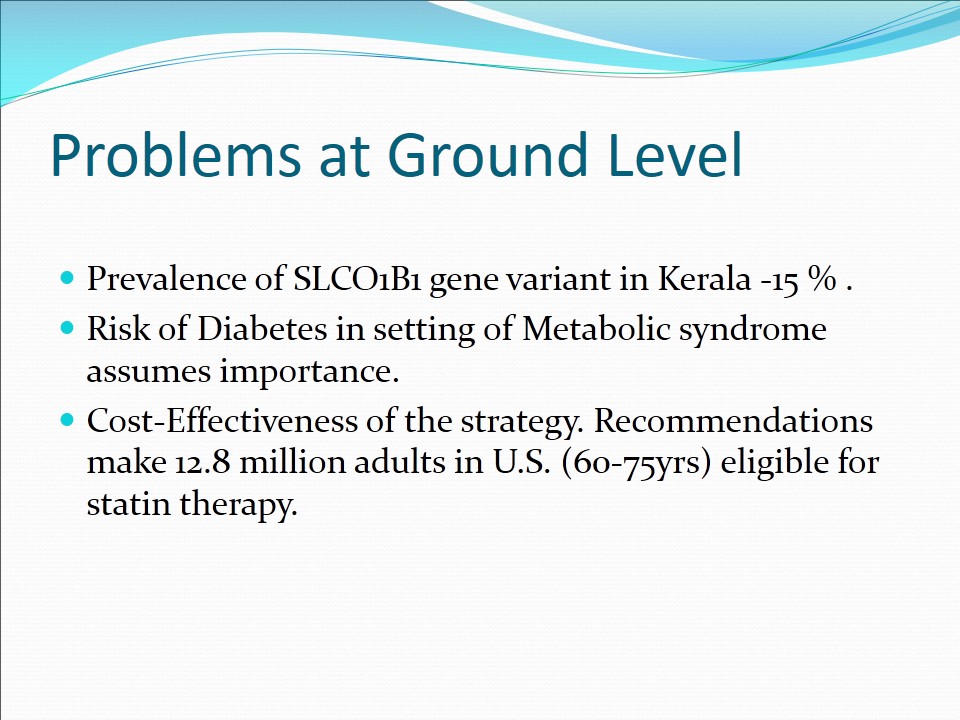 Problems at Ground Level
Prevalence of SLCO1B1 gene variant in Kerala -15 % .
Risk of Diabetes in setting of Metabolic syndrome
assumes importance.
Cost-Effectiveness of the strategy. Recommendations
make 12.8 million adults in U.S. (60-75yrs) eligible for
statin therapy.